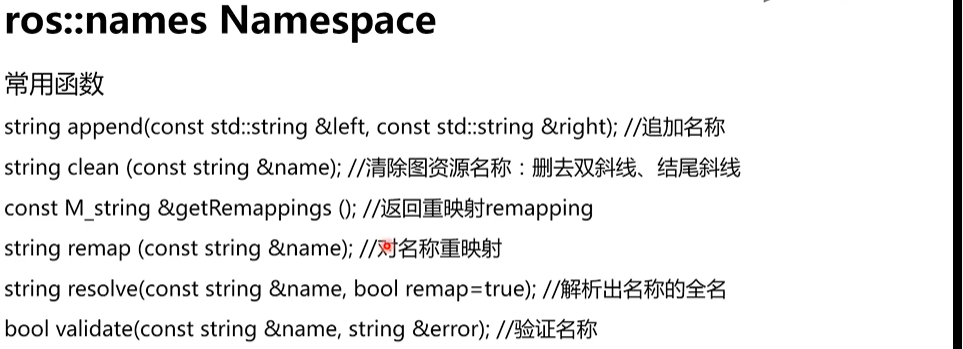 ros::names Namespace
常用函数
string append(const std::string &left, const std::string &right); //追加名称
string clean (const string &name); //清除图资源名称：删去双斜线、结尾斜线
const M_string &getRemappings (); //返回重映射remapping
string remap (const string &name); //对名称重映射
string resolve(const string &name, bool remap=true); //解析出名称的全名
bool validate(const string &name, string &error); //验证名称